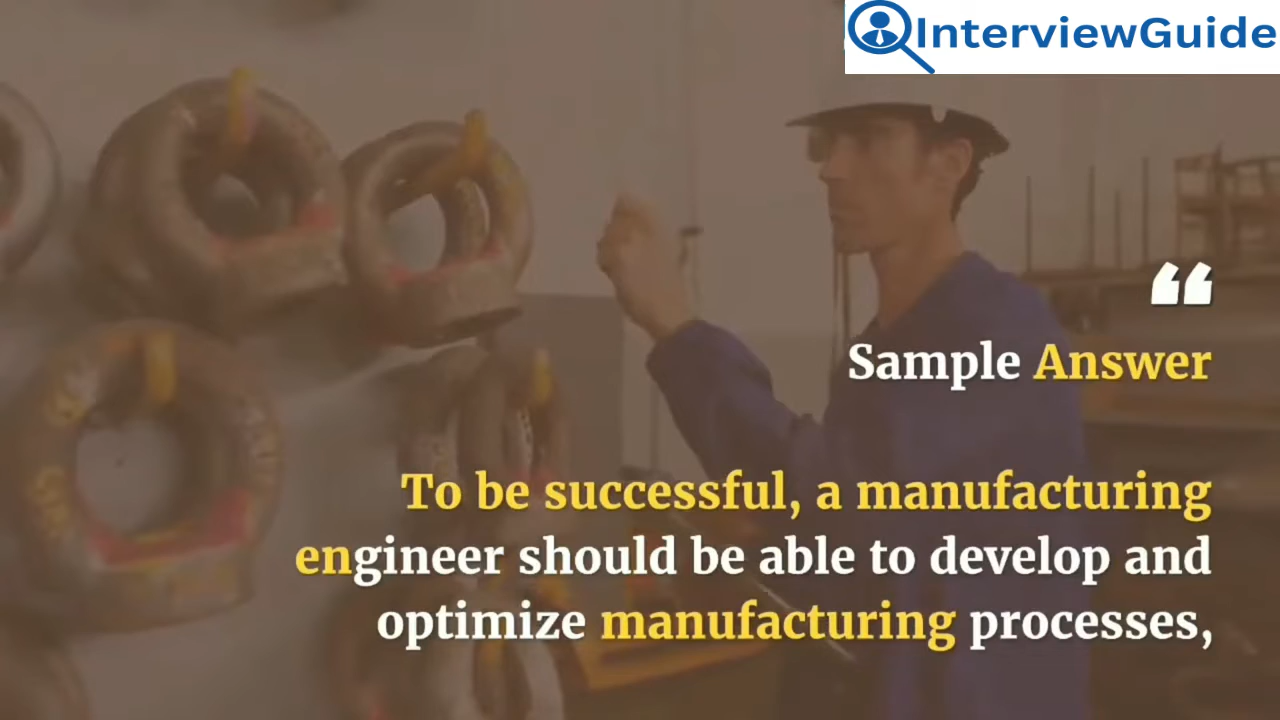 InterviewGuide
Sample Answer
To be successful, a manufacturing
engineer should be able to develop and
optimize manufacturing processes,